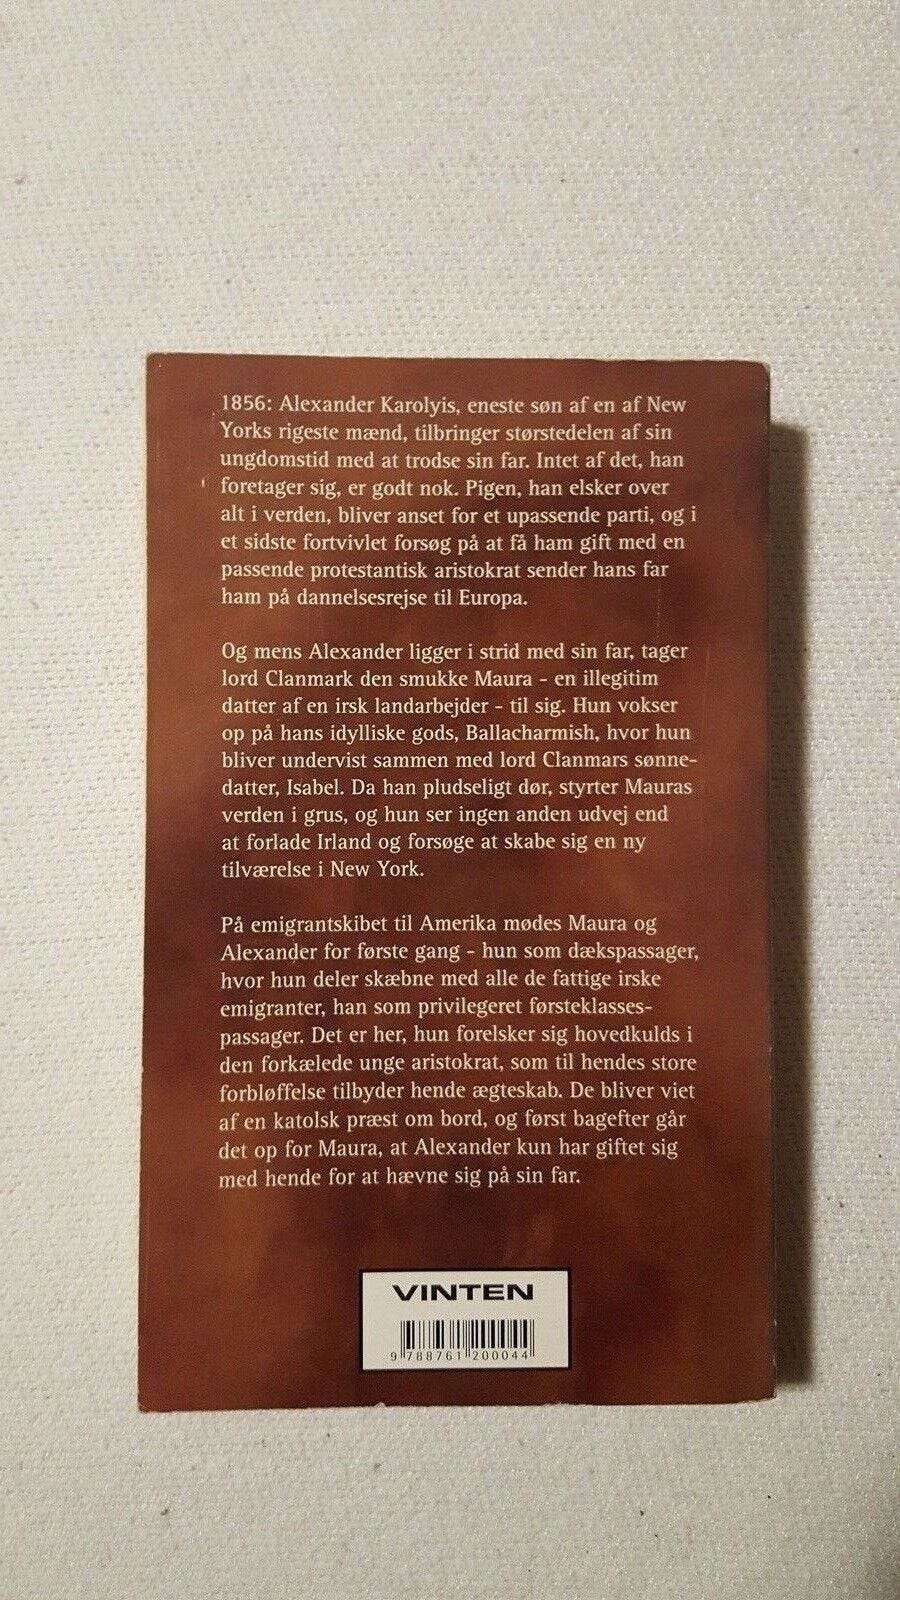 1856: Alexander Karolyis, eneste søn af en af New
Yorks rigeste mænd, tilbringer størstedelen af sin
ungdomstid med at trodse sin far. Intet af det, han
foretager sig, er godt nok. Pigen, han elsker over
alt i verden, bliver anset for et upassende parti, og i
et sidste fortvivlet forsøg på at få ham gift med en
passende protestantisk aristokrat sender hans far
ham på dannelsesrejse til Europa.
Og mens Alexander ligger i strid med sin far, tager
lord Clanmark den smukke Maura - en illegitim
datter af en irsk landarbejder - til sig. Hun vokser
op på hans idylliske gods, Ballacharmish, hvor hun
bliver undervist sammen med lord Clanmars sønne-
datter, Isabel. Da han pludseligt dør, styrter Mauras
verden i grus, og hun ser ingen anden udvej end
at forlade Irland og forsøge at skabe sig en ny
tilværelse i New York.
På emigrantskibet til Amerika mødes Maura og
Alexander for første gang - hun som dækspassager,
hvor hun deler skæbne med alle de fattige irske
emigranter, han som privilegeret førsteklasses-
passager. Det er her, hun forelsker sig hovedkulds i
den forkælede unge aristokrat, som til hendes store
forbløffelse tilbyder hende ægteskab. De bliver viet
af en katolsk præst om bord, og først bagefter går
det op for Maura, at Alexander kun har giftet sig
med hende for at hævne sig på sin far.
VINTEN
9 788761 200044